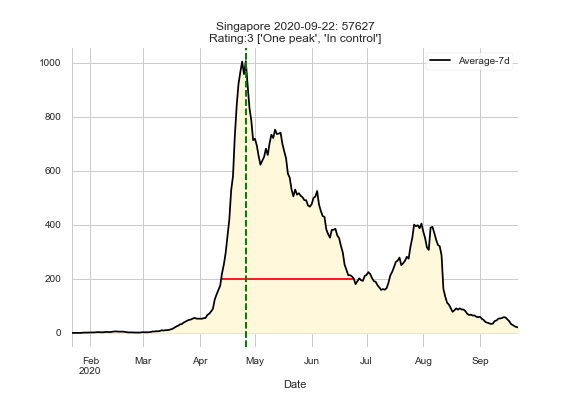 Singapore 2020-09-22: 57627
Rating:3 ['One peak', 'In control']
Average-7d
1000
800
600
400
200
0
Feb Mar Apr May Jun Jul Aug Sep
2020
Date